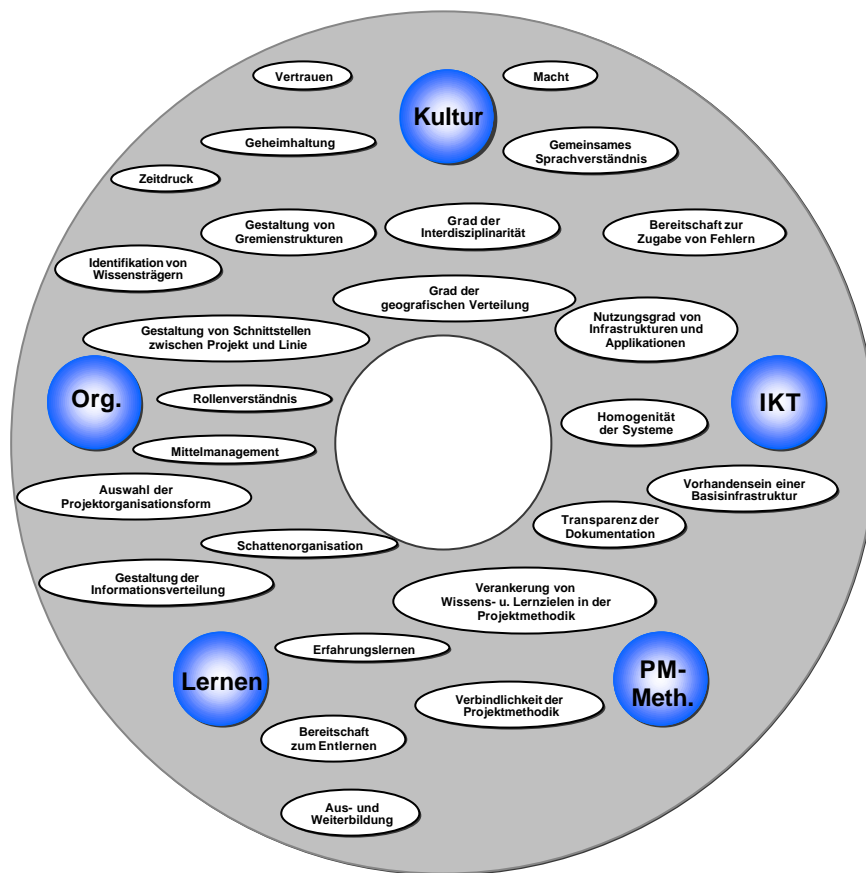 Vertrauen
Macht
Kultur
Geheimhaltung
Gemeinsames
Sprachverständnis
Zeitdruck
Gestaltung von
Gremienstrukturen
Grad der
Interdisziplinarität
Bereitschaft zur
Zugabe von Fehlern
Identifikation von
Wissensträgern
Grad der
geografischen Verteilung
Gestaltung von Schnittstellen
zwischen Projekt und Linie
Nutzungsgrad von
Infrastrukturen und
Applikationen
Org.
Rollenverständnis
IKT
Homogenität
der Systeme
Mittelmanagement
Auswahl der
Projektorganisationsform
Vorhandensein einer
Basisinfrastruktur
Transparenz der
Dokumentation
Schattenorganisation
Gestaltung der
Informationsverteilung
Verankerung von
Wissens- u. Lernzielen in der
Projektmethodik
Erfahrungslernen
Lernen
PM-
Meth.
Verbindlichkeit der
Projektmethodik
Bereitschaft
zum Entlernen
Aus- und
Weiterbildung